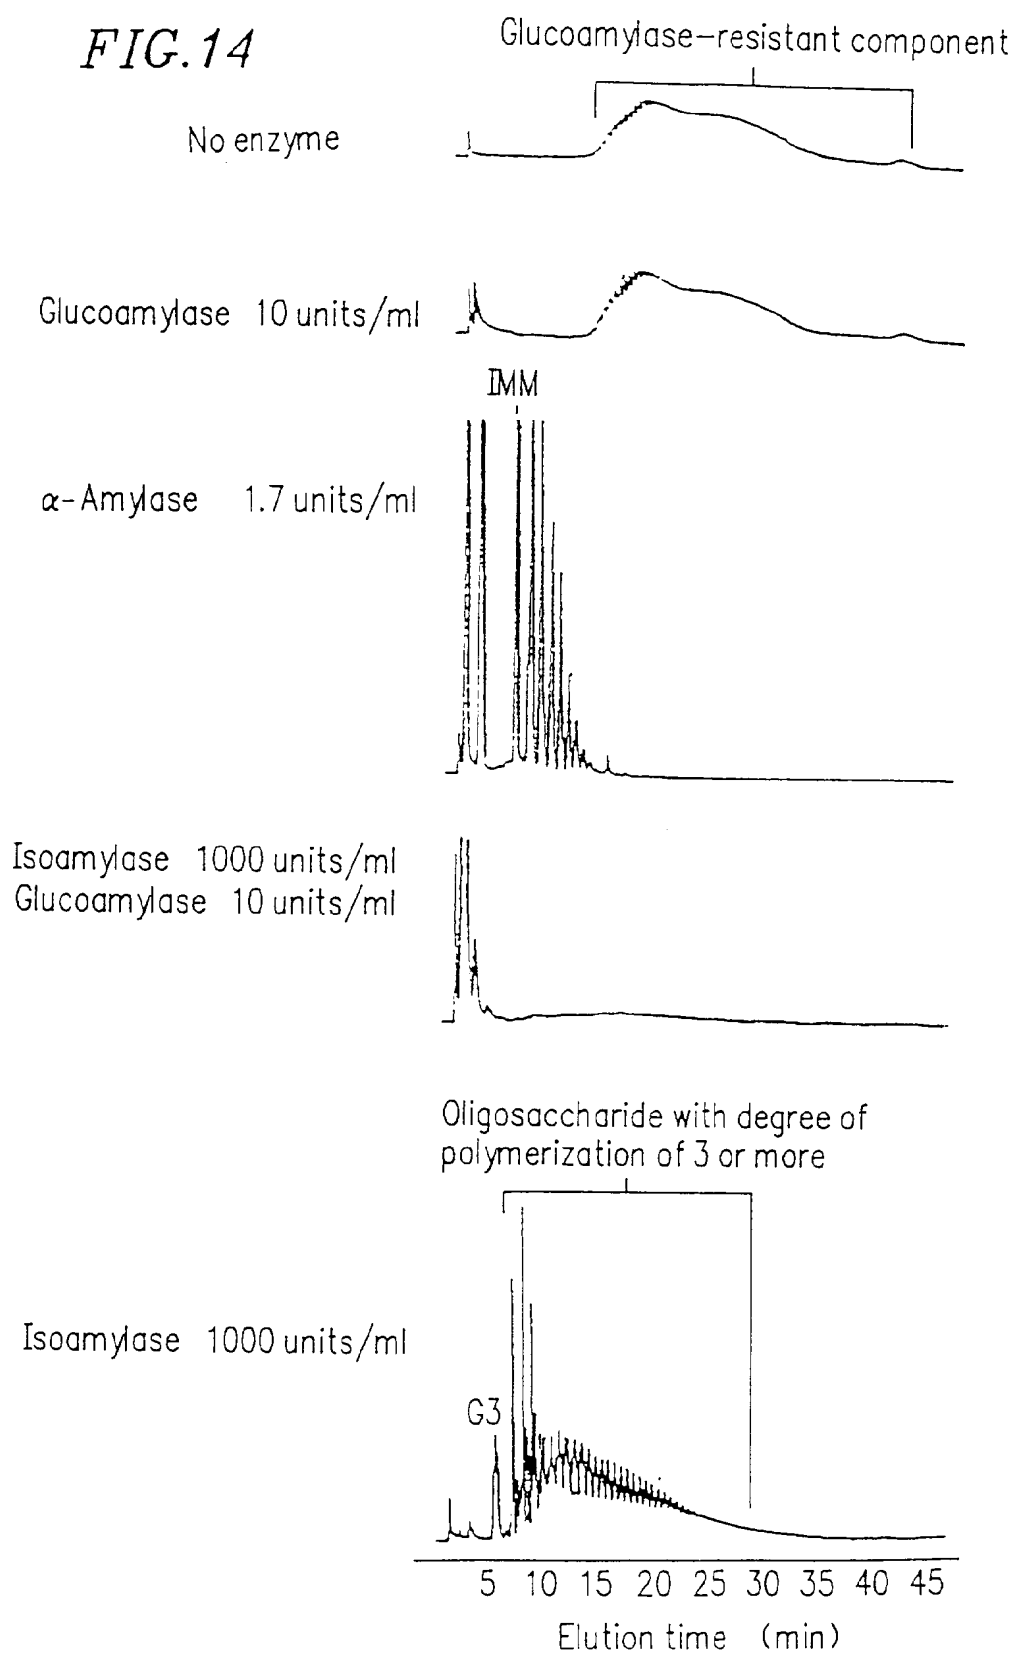 FIG.14
Glucoamylase-resistant component
No enzyme
Glucoamylase 10 units/ml
IMM
α-Amylase 1.7 units/ml
Isoamylase 1000 units/ml
Glucoamylase 10 units/ml
Oligosaccharide with degree of
polymerization of 3 or more
Isoamylase 1000 units/ml
G3
5 10 15 20 25 30 35 40 45
Elution time (min)